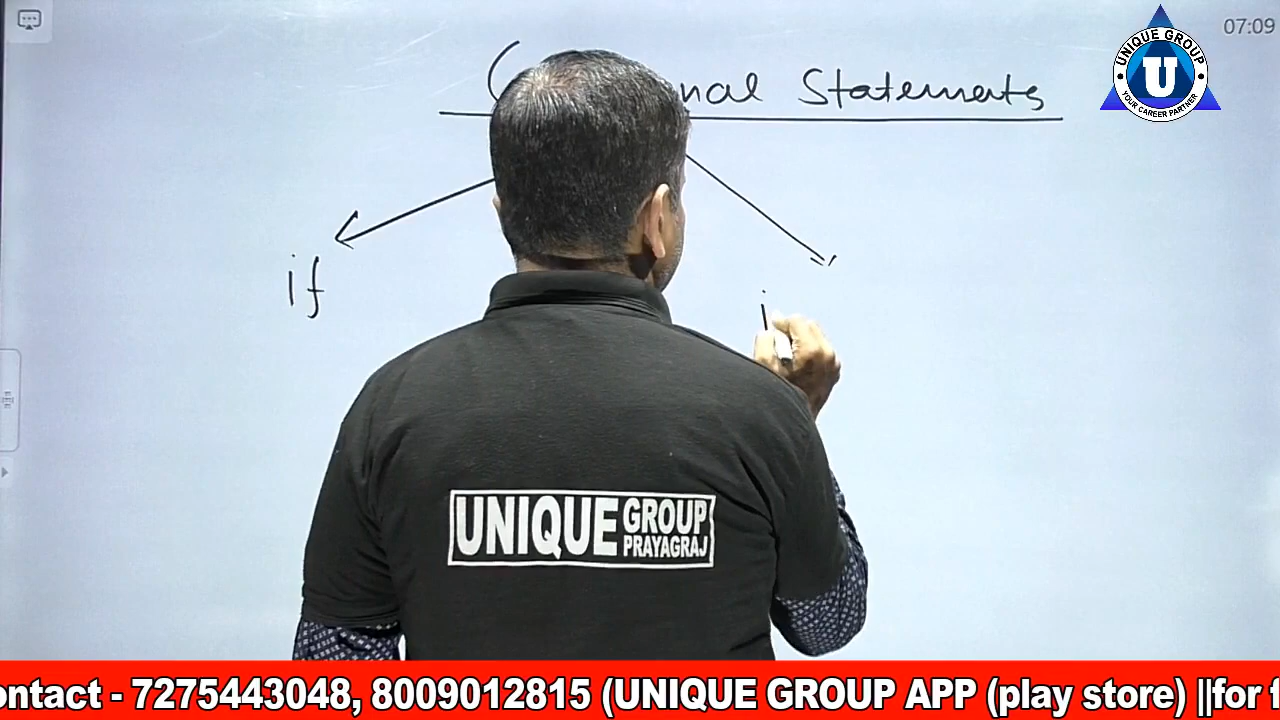 07:09
UNIQUE GROUP
U
YOUR CAREER PARTNER
nal Statements
if
UNIQUE GROUP
PRAYAGRAJ
ontact - 7275443048, 8009012815 (UNIQUE GROUP APP (play store) ||for f